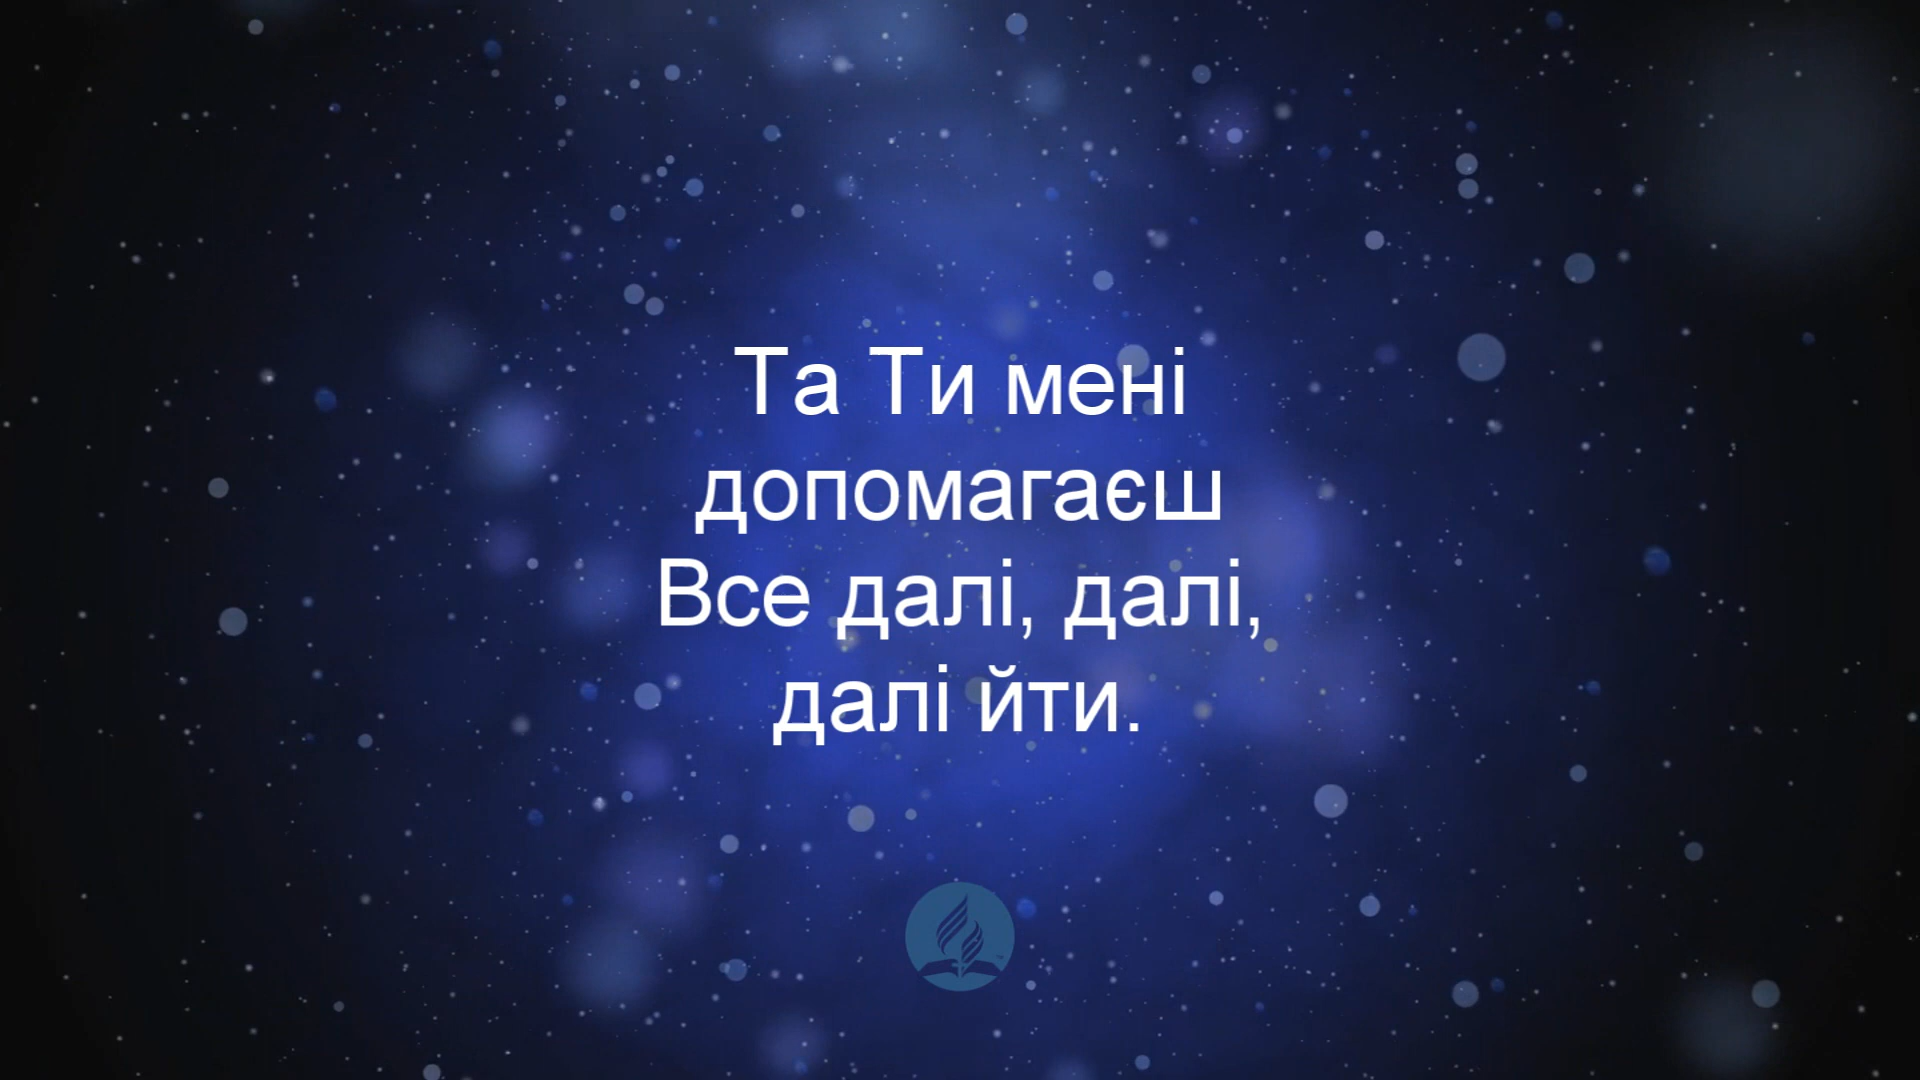 Та Ти мені
допомагаєш
Все далі, далі,
далі йти.